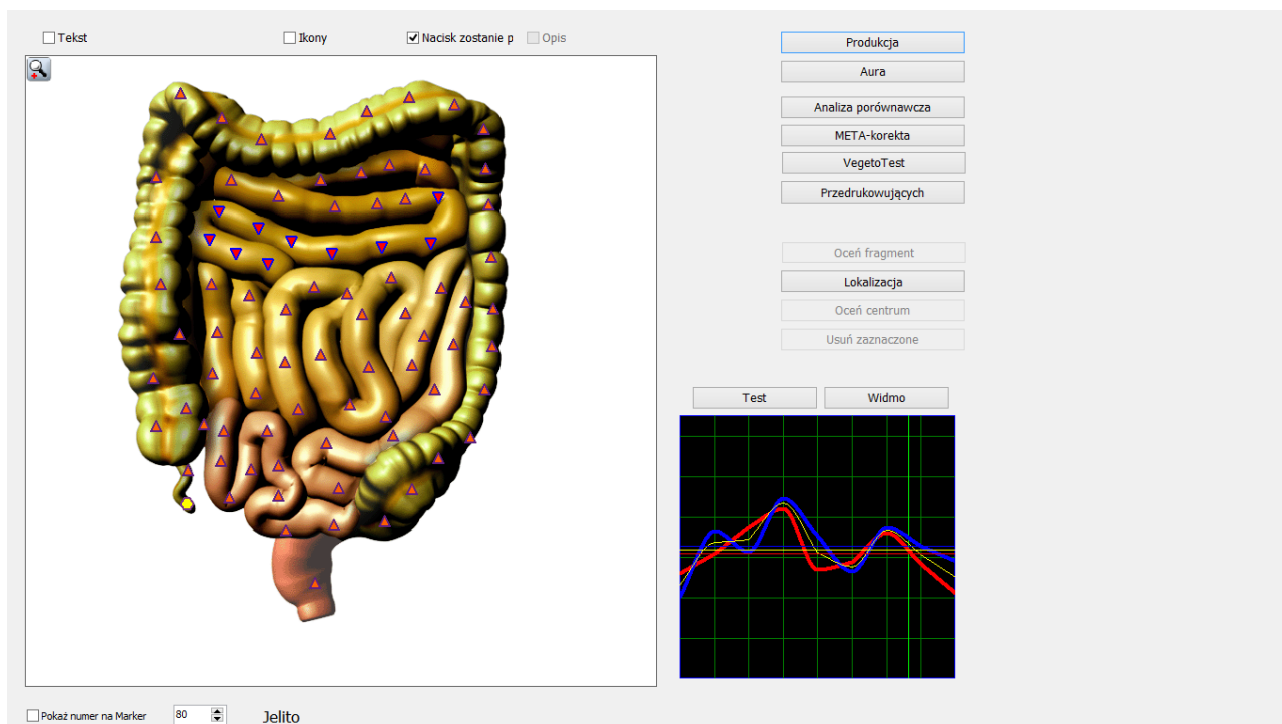 Tekst
Ikony
Nacisk zostanie p
Opis
Produkcja
Aura
Analiza porównawcza
META-korekta
VegetoTest
Przedrukowujących
Oceń fragment
Lokalizacja
Oceń centrum
Usuń zaznaczone
Test
Widmo
Pokaż numer na Marker
80
Jelito